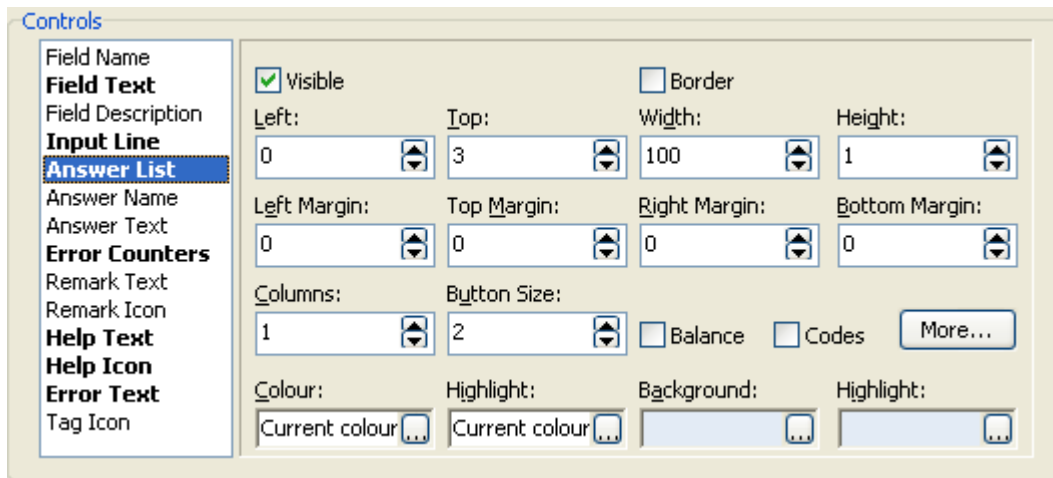 Controls
Field Name
Field Text
Field Description
Input Line
Answer List
Answer Name
Answer Text
Error Counters
Remark Text
Remark Icon
Help Text
Help Icon
Error Text
Tag Icon
Visible Border
Left: Top: Width: Height:
0 3 100 1
Left Margin: Top Margin: Right Margin: Bottom Margin:
0 0 0 0
Columns: Button Size:
1 2 Balance Codes More...
Colour: Highlight: Background: Highlight:
Current colour ... Current colour ... ... ...